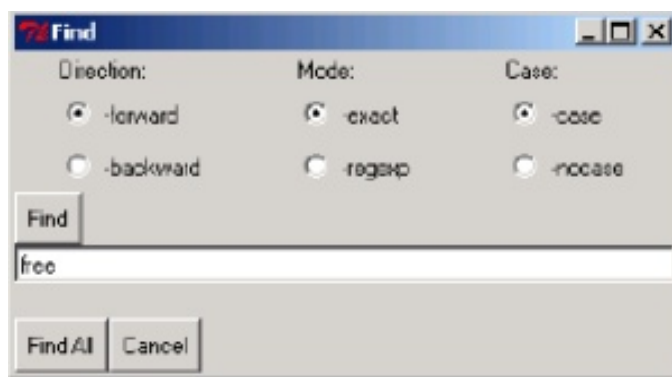 Find
Direction: Mode: Case:
-forward -exact -case
-backward -regexp -nocase
Find
free
Find All Cancel